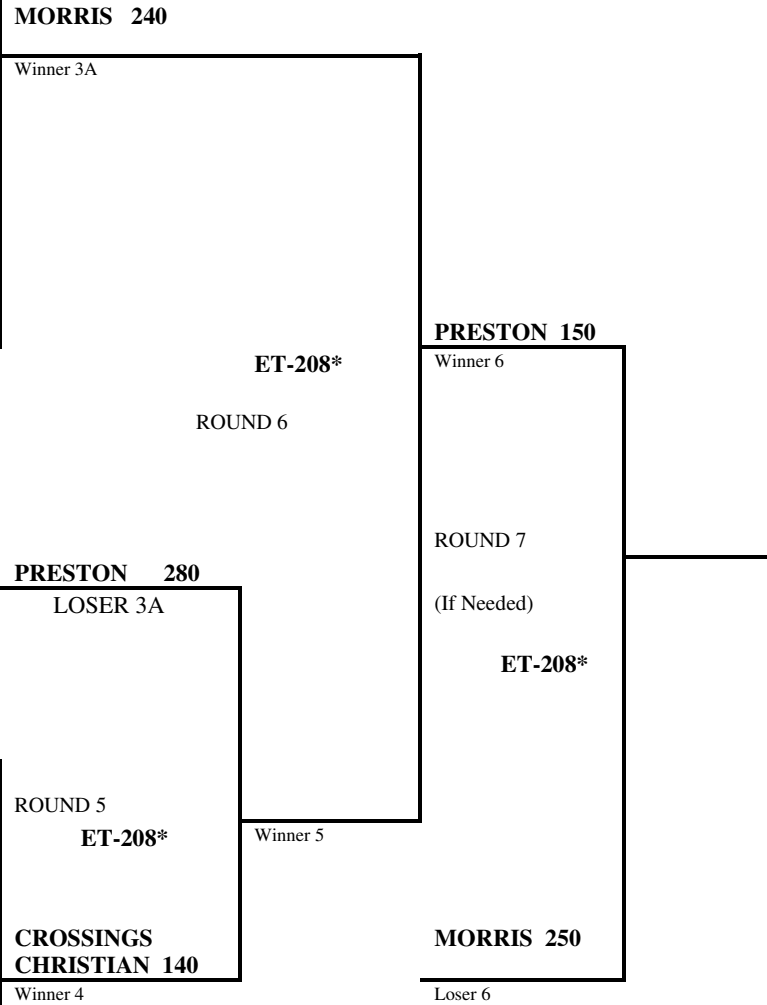 MORRIS 240
Winner 3A
PRESTON 150
Winner 6
ET-208*
ROUND 6
ROUND 7
PRESTON 280
LOSER 3A
(If Needed)
ET-208*
ROUND 5
ET-208*
Winner 5
CROSSINGS
CHRISTIAN 140
Winner 4
MORRIS 250
Loser 6